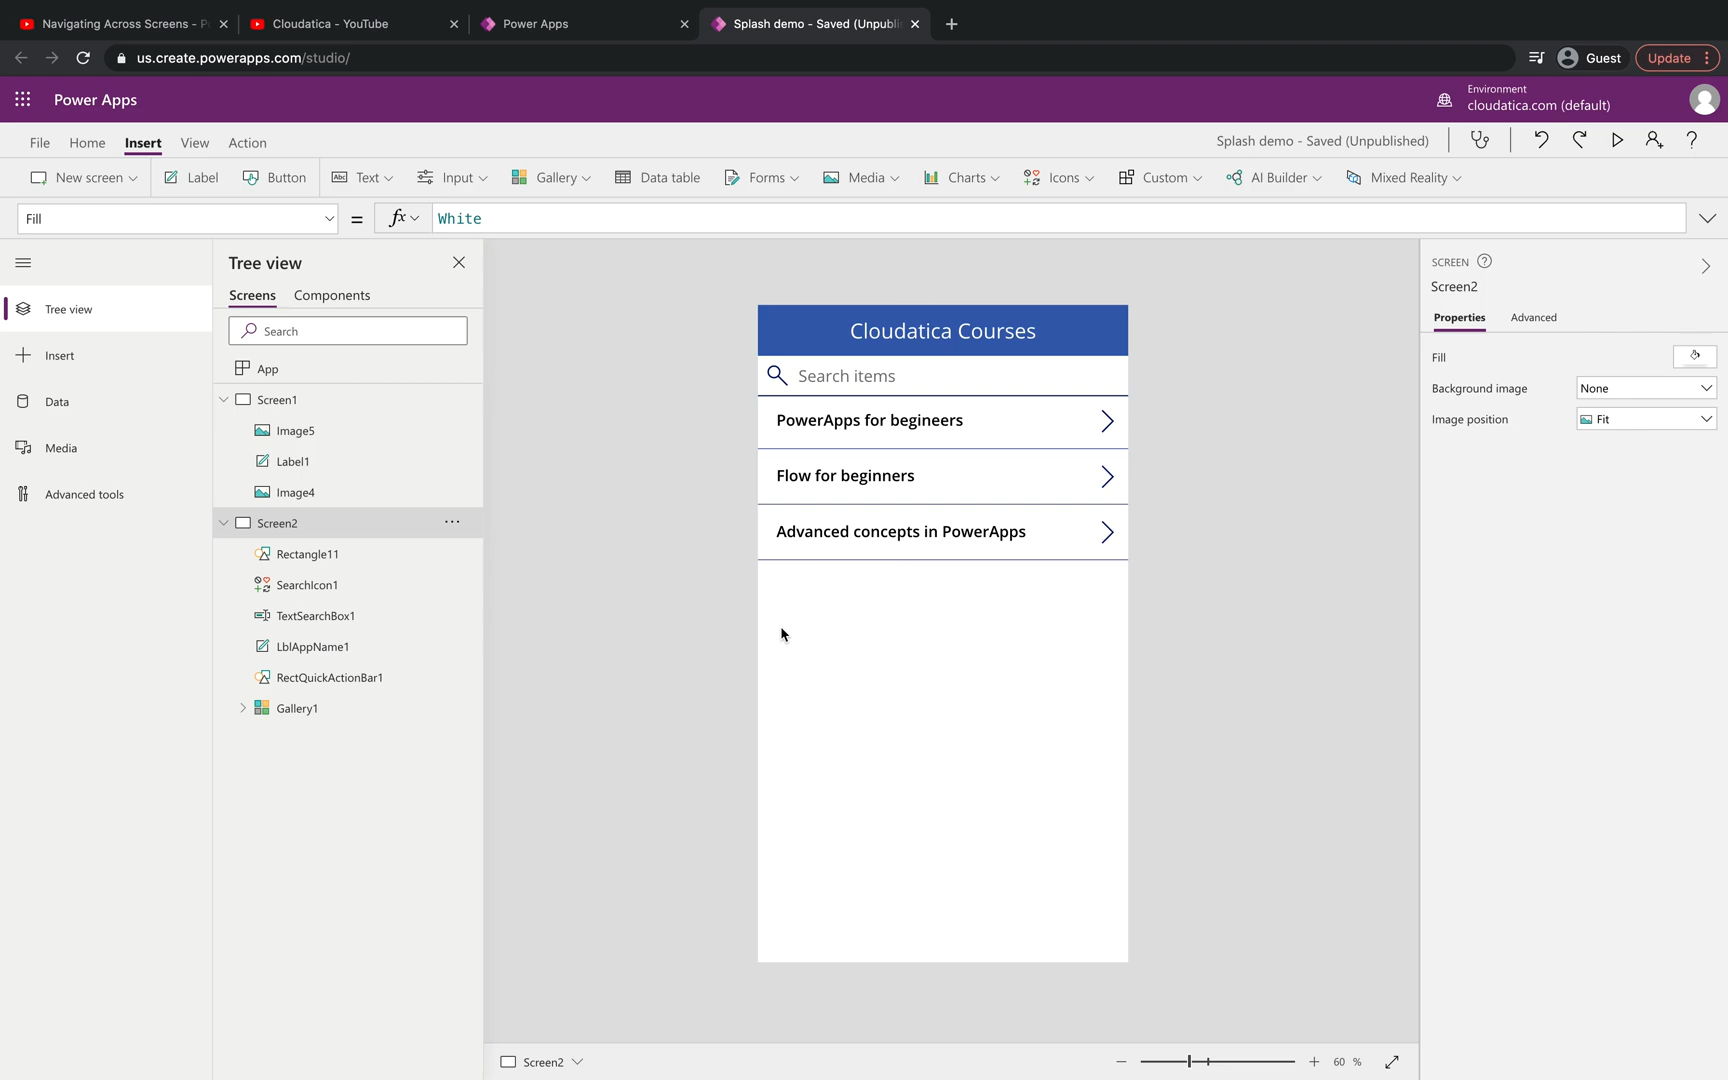 Navigating Across Screens - P
Cloudatica - YouTube
Power Apps
Splash demo - Saved (Unpubli
us.create.powerapps.com/studio/
Guest
Update
Power Apps
Environment
cloudatica.com (default)
File
Home
Insert
View
Action
Splash demo - Saved (Unpublished)
New screen
Label
Button
Text
Input
Gallery
Data table
Forms
Media
Charts
Icons
Custom
AI Builder
Mixed Reality
Fill
=
fx
White
Tree view
Insert
Data
Media
Advanced tools
Tree view
Screens
Components
Search
App
Screen1
Image5
Label1
Image4
Screen2
Rectangle11
SearchIcon1
TextSearchBox1
LblAppName1
RectQuickActionBar1
Gallery1
Cloudatica Courses
Search items
PowerApps for begineers
Flow for beginners
Advanced concepts in PowerApps
SCREEN
Screen2
Properties
Advanced
Fill
Background image
None
Image position
Fit
Screen2
60 %